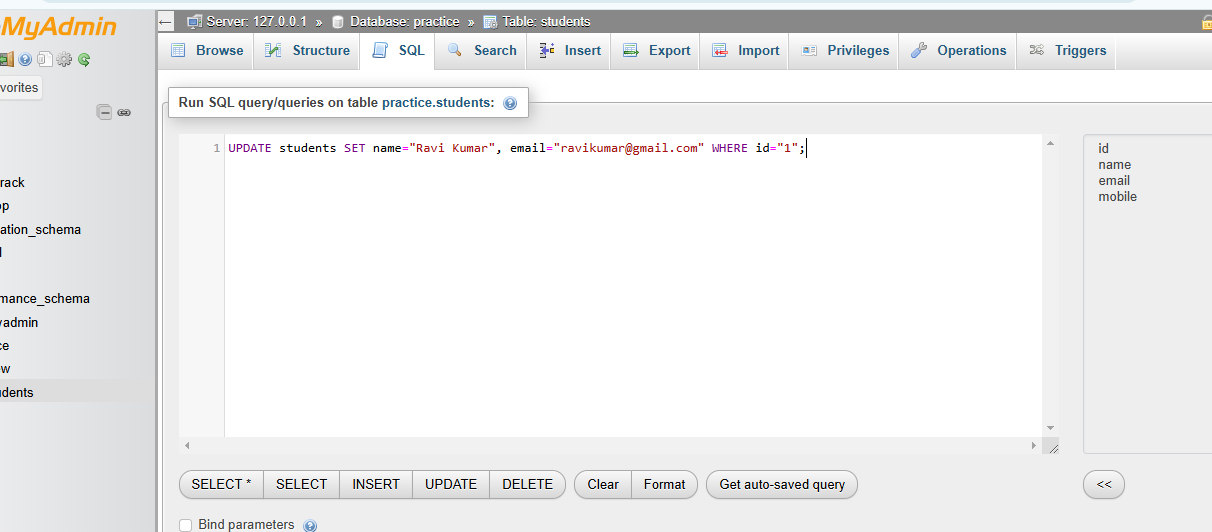 MyAdmin
Server: 127.0.0.1 » Database: practice » Table: students
Browse Structure SQL Search Insert Export Import Privileges Operations Triggers
vorites
Run SQL query/queries on table practice.students:
1 UPDATE students SET name="Ravi Kumar", email="ravikumar@gmail.com" WHERE id="1";
id
name
email
mobile
rack
op
ation_schema
mance_schema
yadmin
ce
ew
udents
SELECT * SELECT INSERT UPDATE DELETE Clear Format Get auto-saved query <<
Bind parameters